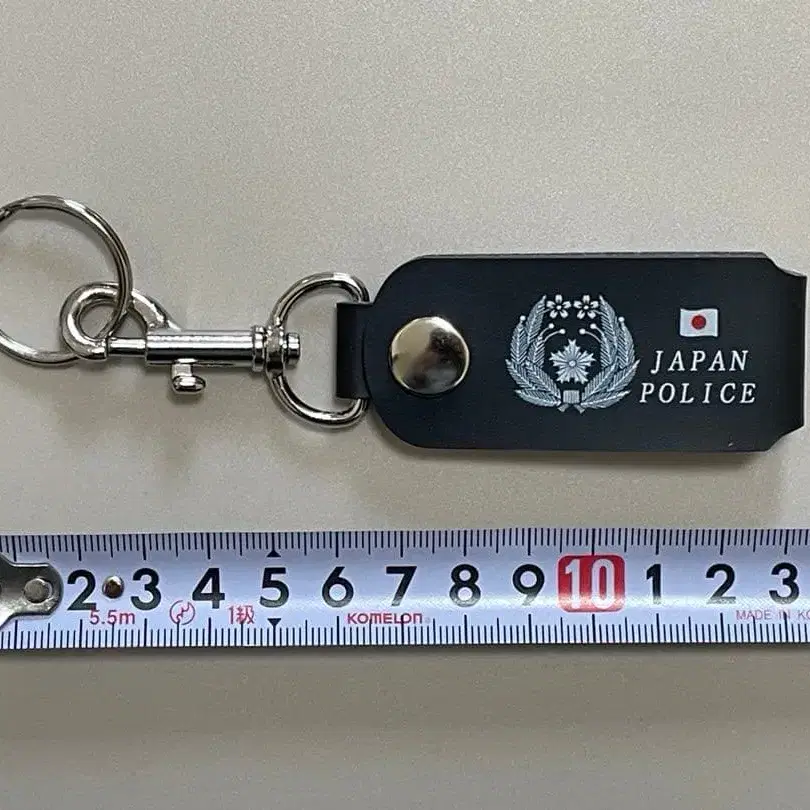 JAPAN
POLICE
2 3 4 5 6 7 8 9 10 1 2 3
5.5m 1級 KOMELON MADE IN KO